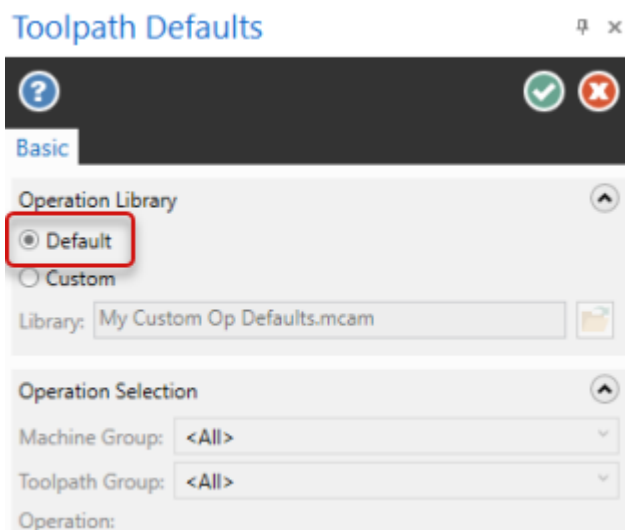 Toolpath Defaults
Basic
Operation Library
Default
Custom
Library: My Custom Op Defaults.mcam
Operation Selection
Machine Group: <All>
Toolpath Group: <All>
Operation: